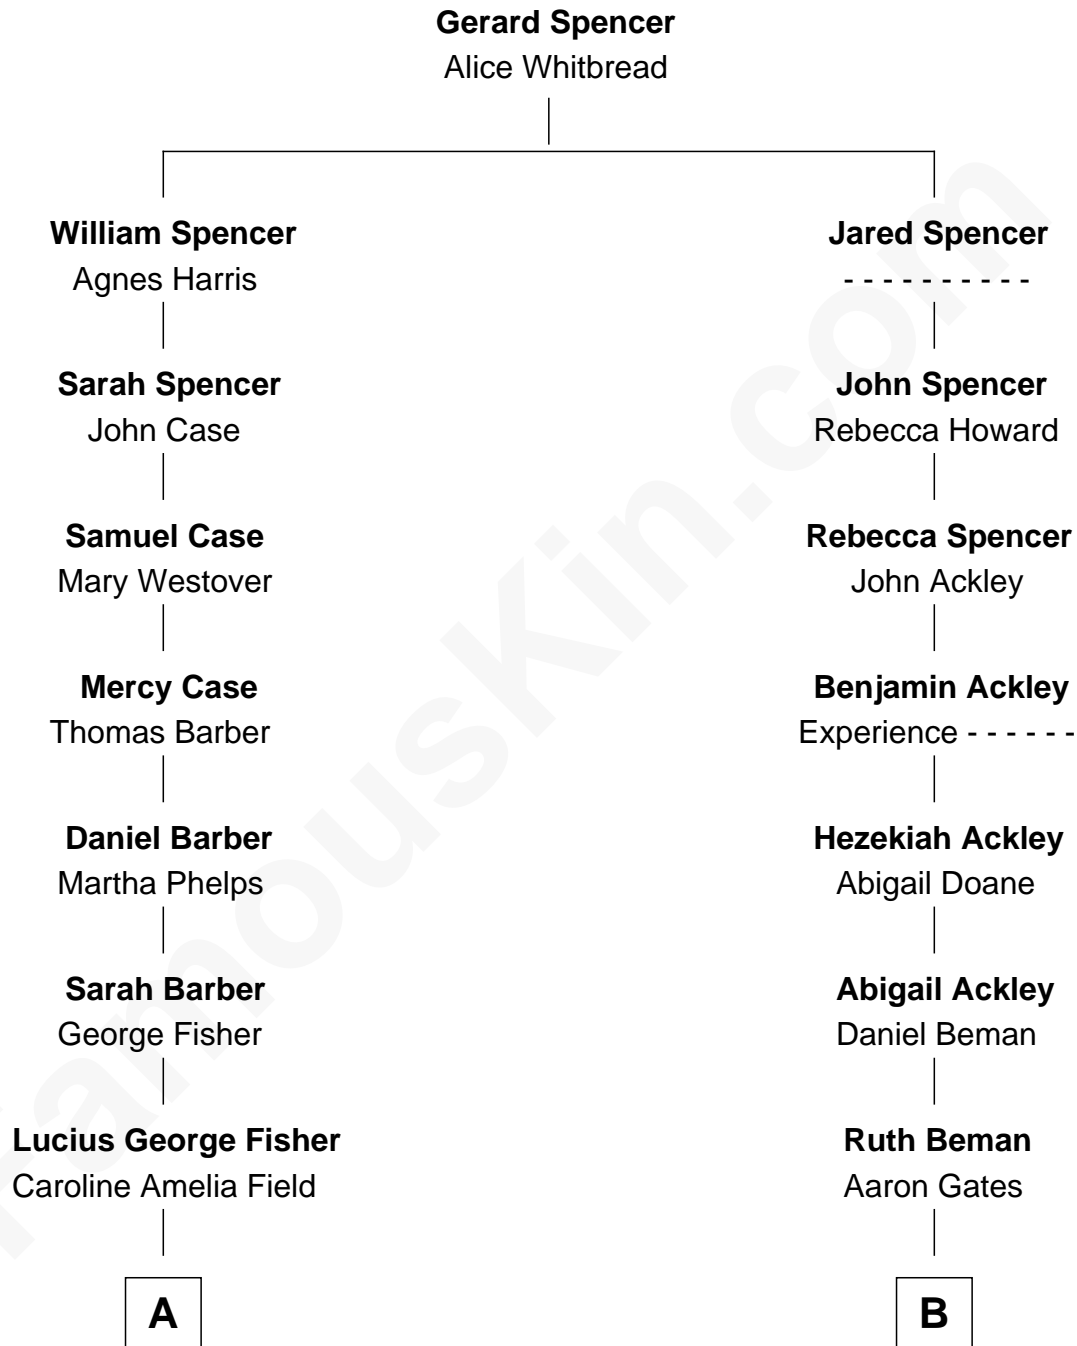 Gerard Spencer
Alice Whitbread
William Spencer
Agnes Harris
Jared Spencer
- - - - - - - - - -
Sarah Spencer
John Case
John Spencer
Rebecca Howard
Samuel Case
Mary Westover
Rebecca Spencer
John Ackley
Mercy Case
Thomas Barber
Benjamin Ackley
Experience - - - - - -
Daniel Barber
Martha Phelps
Hezekiah Ackley
Abigail Doane
Sarah Barber
George Fisher
Abigail Ackley
Daniel Beman
Lucius George Fisher
Caroline Amelia Field
Ruth Beman
Aaron Gates
A
B
FamousKin.com